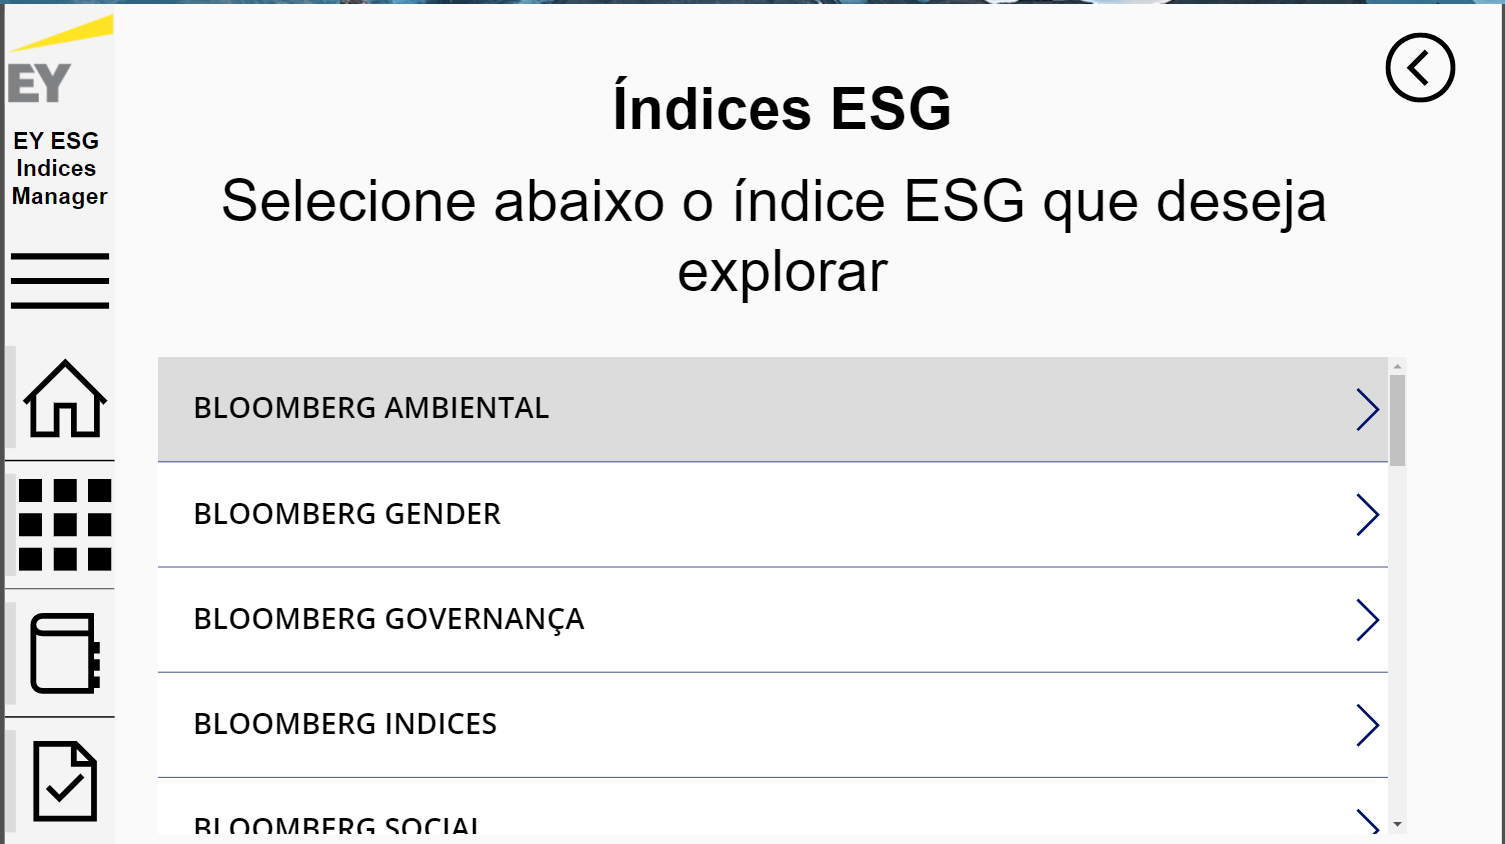 EY
EY ESG
Indices
Manager
Índices ESG
Selecione abaixo o índice ESG que deseja
explorar
BLOOMBERG AMBIENTAL
BLOOMBERG GENDER
BLOOMBERG GOVERNANÇA
BLOOMBERG INDICES
BLOOMBERG SOCIAL